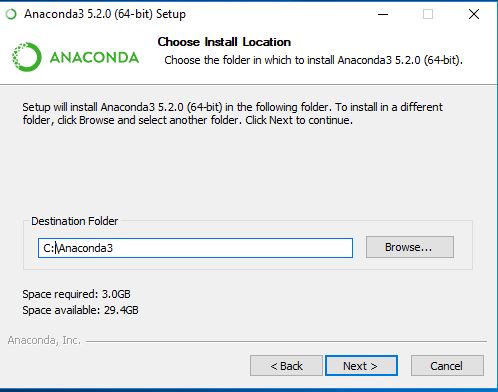 Anaconda3 5.2.0 (64-bit) Setup
ANACONDA
Choose Install Location
Choose the folder in which to install Anaconda3 5.2.0 (64-bit).
Setup will install Anaconda3 5.2.0 (64-bit) in the following folder. To install in a different
folder, click Browse and select another folder. Click Next to continue.
Destination Folder
C:\Anaconda3
Browse...
Space required: 3.0GB
Space available: 29.4GB
Anaconda, Inc.
< Back
Next >
Cancel